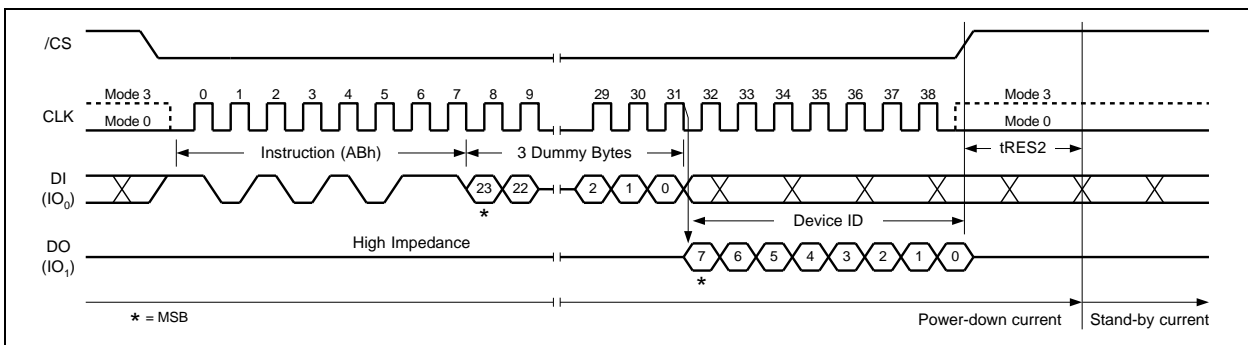 /CS
Mode 3 0 1 2 3 4 5 6 7 8 9 29 30 31 32 33 34 35 36 37 38 Mode 3
CLK
Mode 0 Mode 0
Instruction (ABh) 3 Dummy Bytes tRES2
DI
(IO0)
23 22 2 1 0
*
Device ID
DO
(IO1)
High Impedance
7 6 5 4 3 2 1 0
*
* = MSB
Power-down current Stand-by current